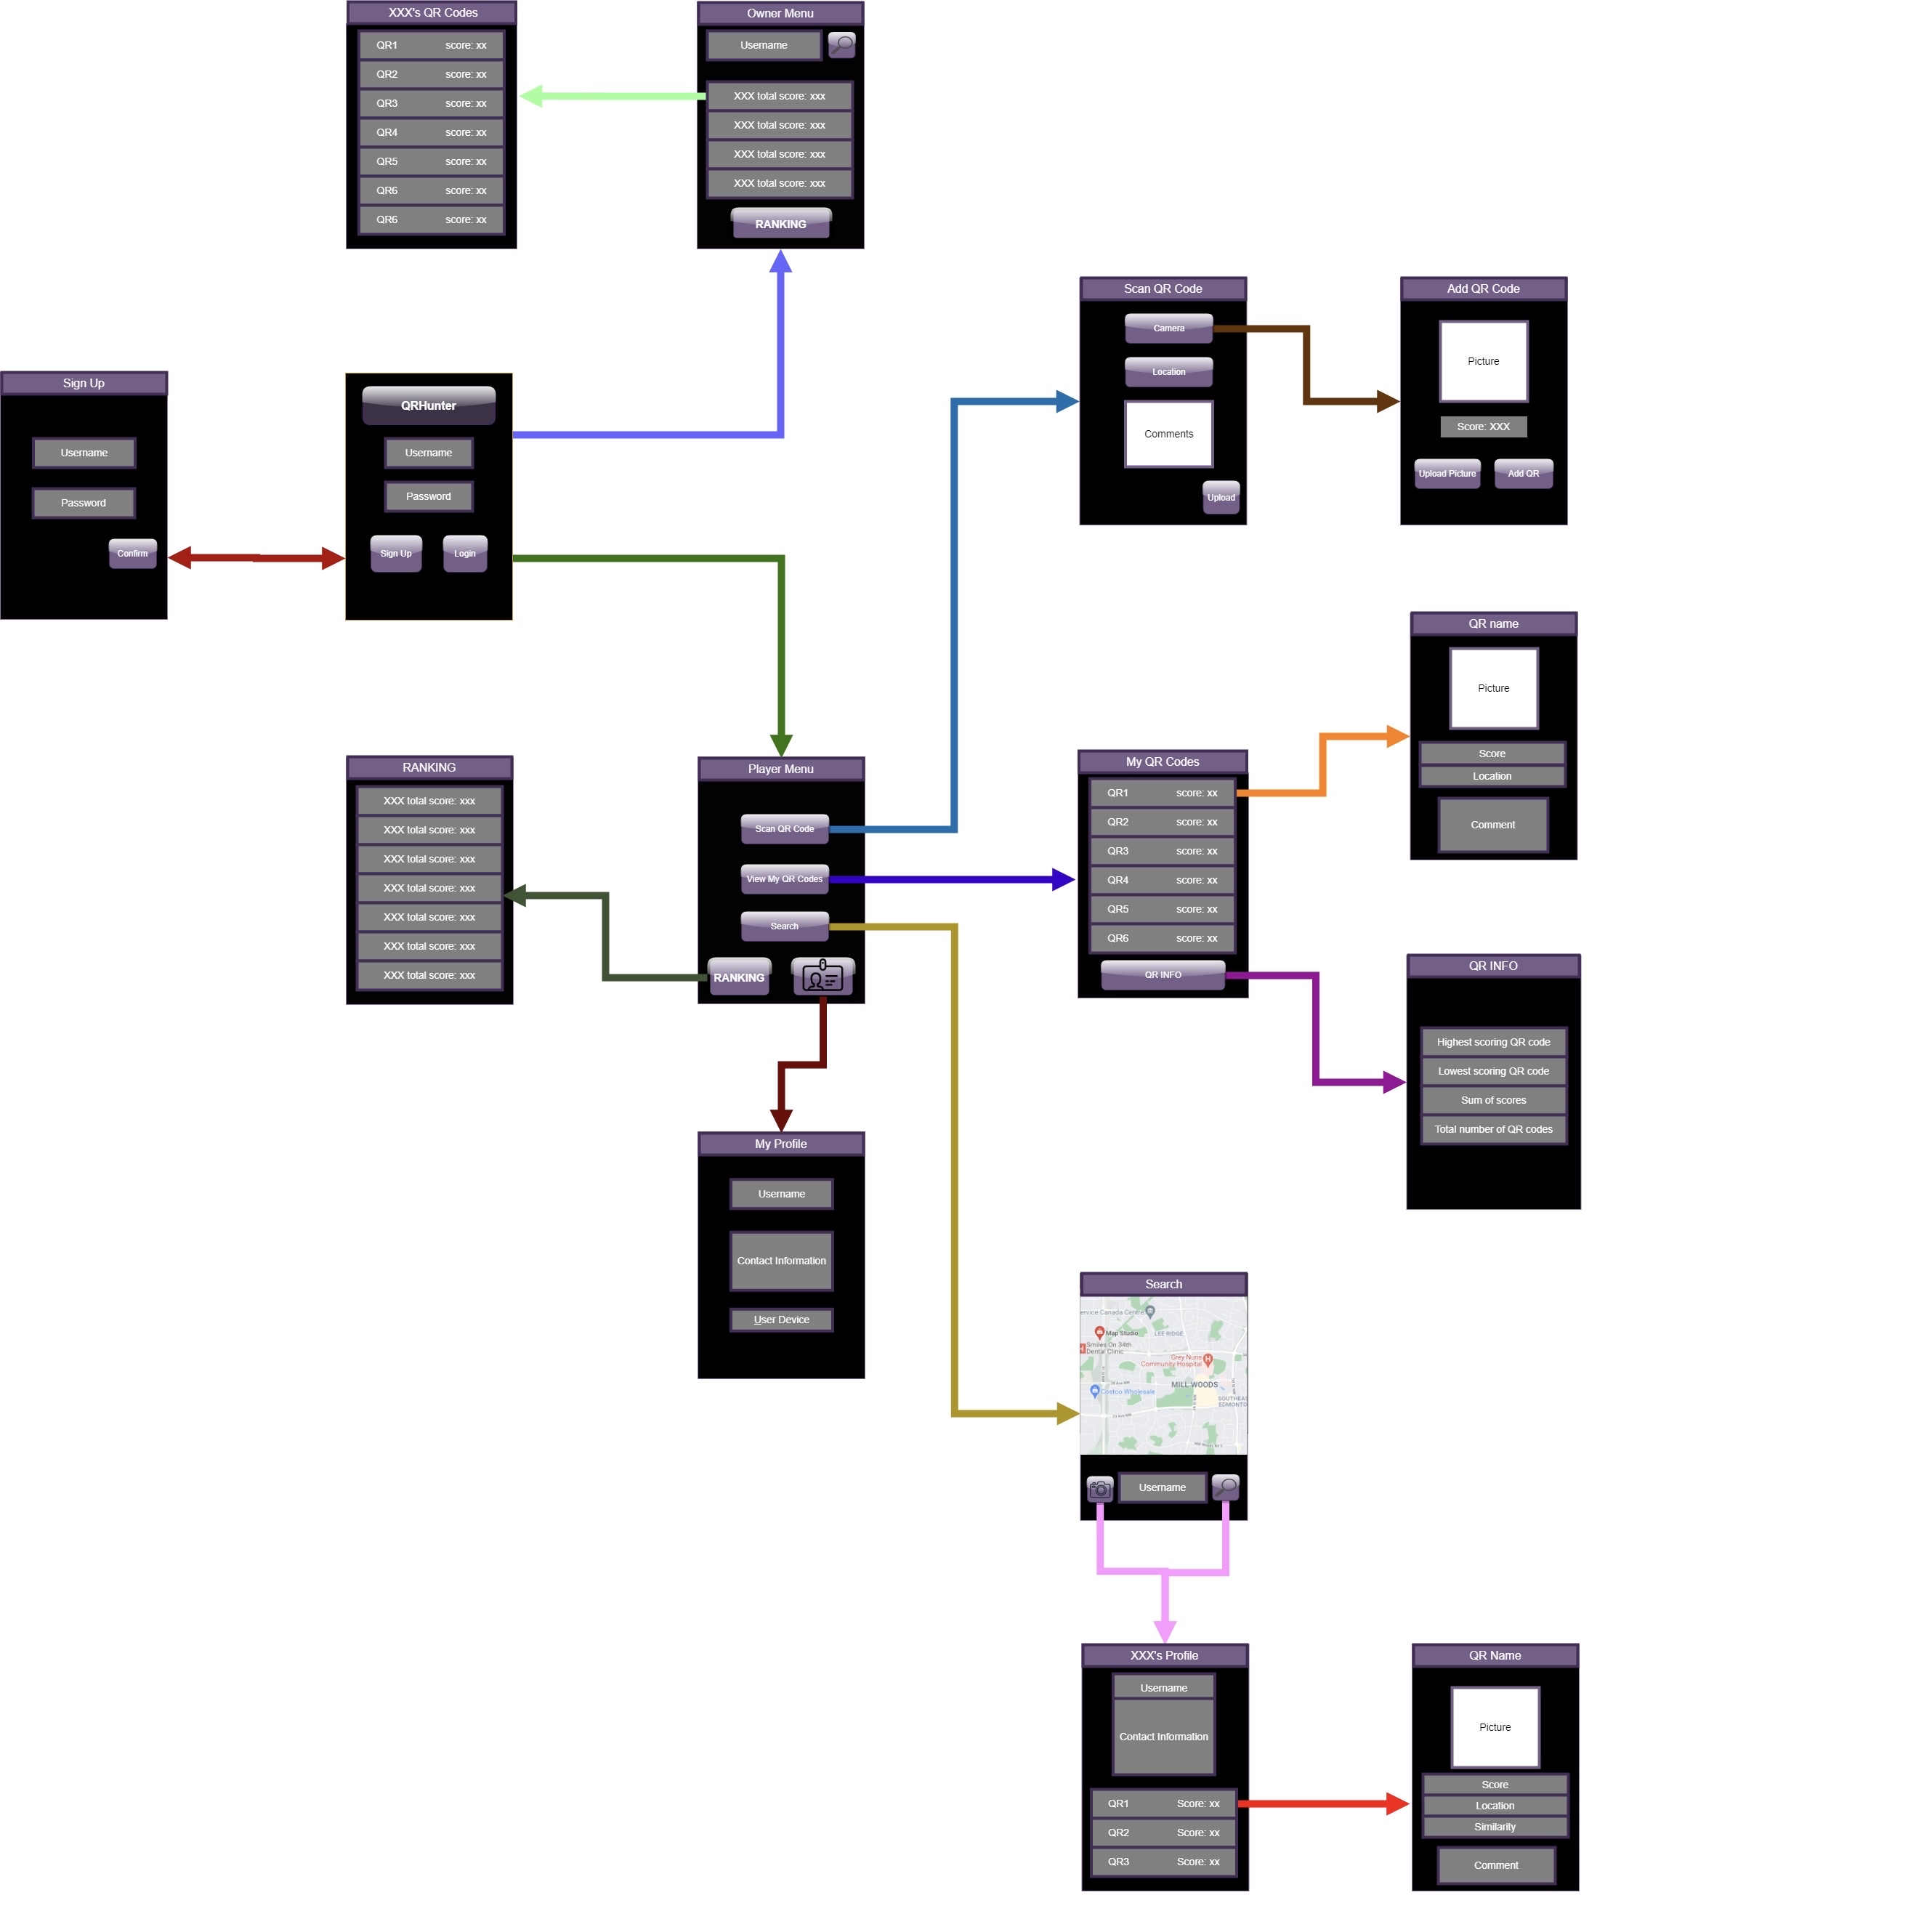 XXX's QR Codes
QR1 score: xx
QR2 score: xx
QR3 score: xx
QR4 score: xx
QR5 score: xx
QR6 score: xx
QR6 score: xx
Owner Menu
Username
XXX total score: xxx
XXX total score: xxx
XXX total score: xxx
XXX total score: xxx
RANKING
Sign Up
Username
Password
Confirm
QRHunter
Username
Password
Sign Up
Login
Scan QR Code
Camera
Location
Comments
Upload
Add QR Code
Picture
Score: XXX
Upload Picture
Add QR
RANKING
XXX total score: xxx
XXX total score: xxx
XXX total score: xxx
XXX total score: xxx
XXX total score: xxx
XXX total score: xxx
XXX total score: xxx
Player Menu
Scan QR Code
View My QR Codes
Search
RANKING
My QR Codes
QR1 score: xx
QR2 score: xx
QR3 score: xx
QR4 score: xx
QR5 score: xx
QR6 score: xx
QR INFO
QR name
Picture
Score
Location
Comment
QR INFO
Highest scoring QR code
Lowest scoring QR code
Sum of scores
Total number of QR codes
My Profile
Username
Contact Information
User Device
Search
ervice Canada Centre
Map Studio
LEE RIDGE
Smiles On 34th
Dental Clinic
Grey Nuns
Community Hospital
MILL WOODS
Costco Wholesale
SOUTHEAS
EDMONTO
Username
XXX's Profile
Username
Contact Information
QR1 Score: xx
QR2 Score: xx
QR3 Score: xx
QR Name
Picture
Score
Location
Similarity
Comment